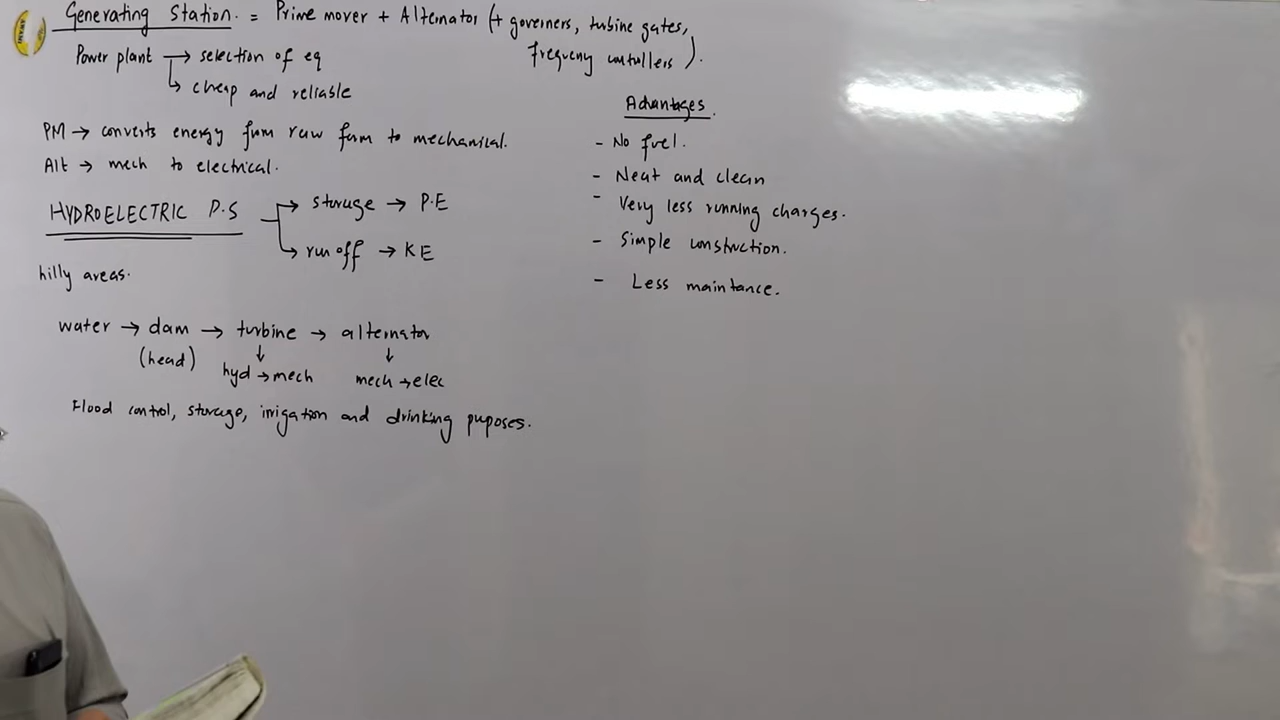 Generating Station. = Prime mover + Alternator (+ governers, turbine gates,
frequency controllers).
Power plant → selection of eq
↳ cheap and reliable
PM → converts energy from raw form to mechanical.
Alt → mech to electrical.
HYDROELECTRIC P.S → storage → P.E
→ run off → KE
hilly areas.
water → dam → turbine → alternator
(head) ↓ ↓
hyd → mech mech → elec
Flood control, storage, irrigation and drinking puposes.
Advantages.
- No fuel.
- Neat and clean
- Very less running charges.
- Simple construction.
- Less maintance.